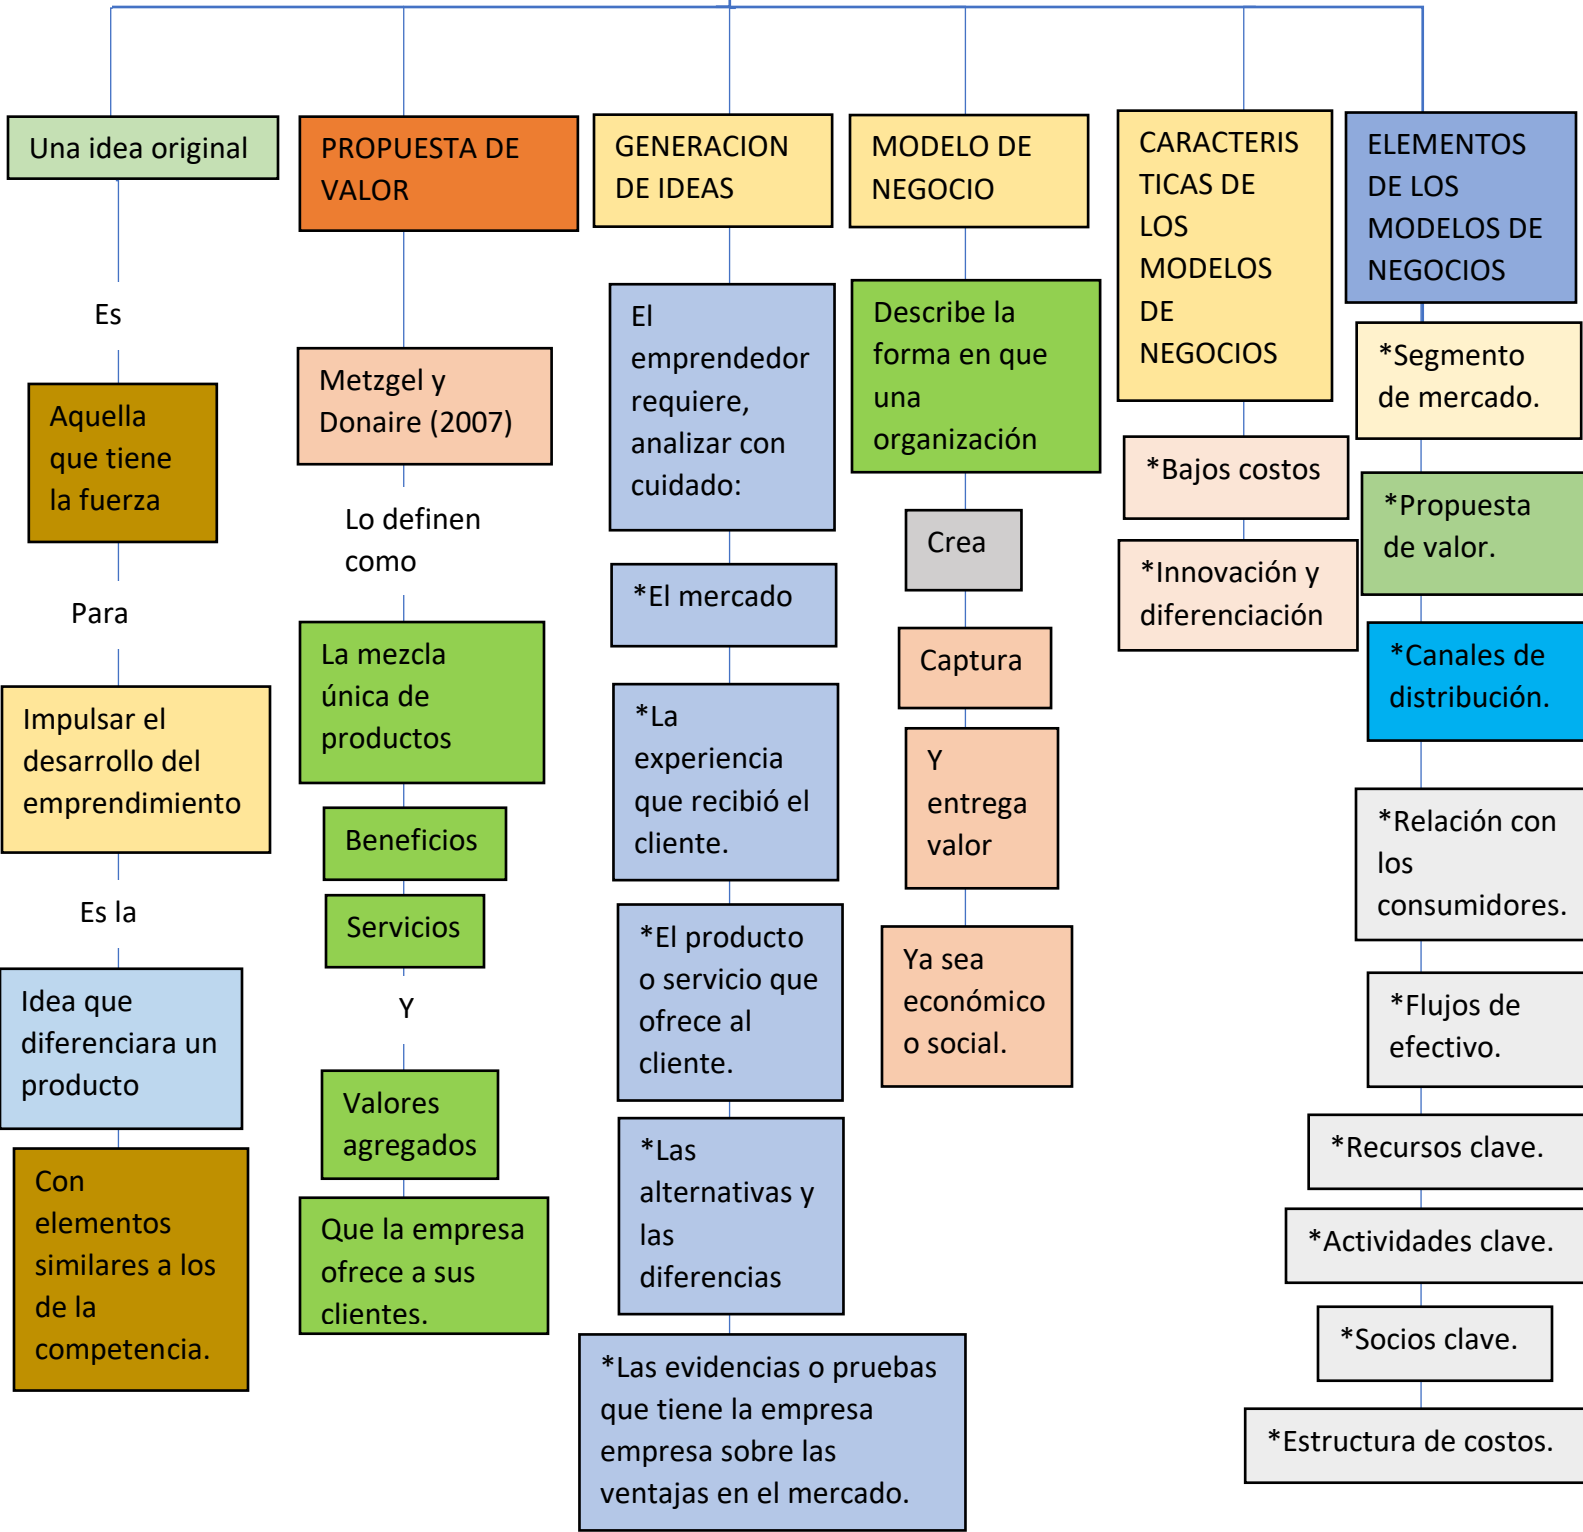 Una idea original
Es
Aquella
que tiene
la fuerza
Para
Impulsar el
desarrollo del
emprendimiento
Es la
Idea que
diferenciara un
producto
Con
elementos
similares a los
de la
competencia.
PROPUESTA DE
VALOR
Metzgel y
Donaire (2007)
Lo definen
como
La mezcla
única de
productos
Beneficios
Servicios
Y
Valores
agregados
Que la empresa
ofrece a sus
clientes.
GENERACION
DE IDEAS
El
emprendedor
requiere,
analizar con
cuidado:
*El mercado
*La
experiencia
que recibió el
cliente.
*El producto
o servicio que
ofrece al
cliente.
*Las
alternativas y
las
diferencias
*Las evidencias o pruebas
que tiene la empresa
empresa sobre las
ventajas en el mercado.
MODELO DE
NEGOCIO
Describe la
forma en que
una
organización
Crea
Captura
Y
entrega
valor
Ya sea
económico
o social.
CARACTERIS
TICAS DE
LOS
MODELOS
DE
NEGOCIOS
*Bajos costos
*Innovación y
diferenciación
ELEMENTOS
DE LOS
MODELOS DE
NEGOCIOS
*Segmento
de mercado.
*Propuesta
de valor.
*Canales de
distribución.
*Relación con
los
consumidores.
*Flujos de
efectivo.
*Recursos clave.
*Actividades clave.
*Socios clave.
*Estructura de costos.